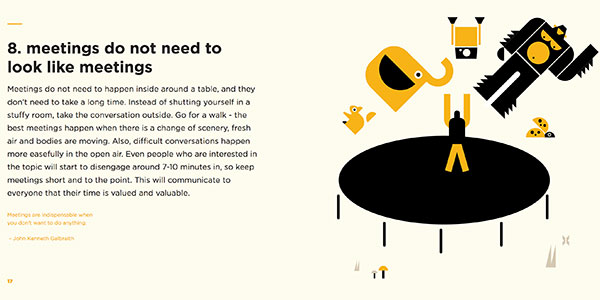 8. meetings do not need to
look like meetings
Meetings do not need to happen inside around a table, and they
don't need to take a long time. Instead of shutting yourself in a
stuffy room, take the conversation outside. Go for a walk - the
best meetings happen when there is a change of scenery, fresh
air and bodies are moving. Also, difficult conversations happen
more easefully in the open air. Even people who are interested in
the topic will start to disengage around 7-10 minutes in, so keep
meetings short and to the point. This will communicate to
everyone that their time is valued and valuable.
Meetings are indispensable when
you don't want to do anything.
- John Kenneth Galbraith
17